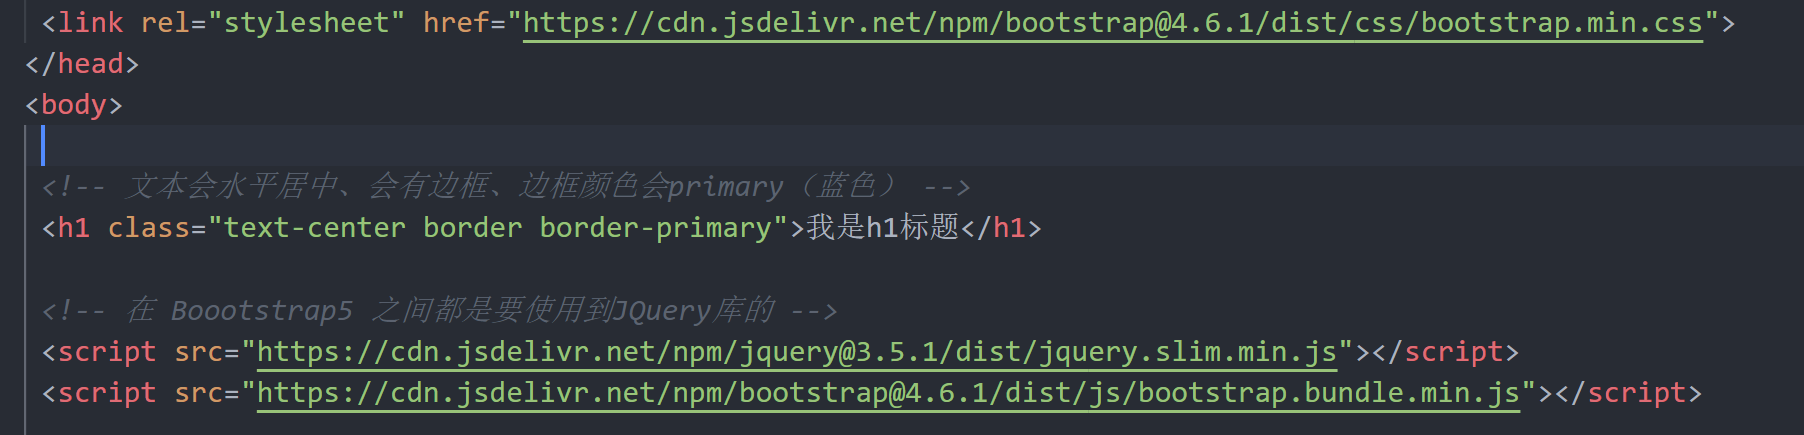 <link rel="stylesheet" href="https://cdn.jsdelivr.net/npm/bootstrap@4.6.1/dist/css/bootstrap.min.css">
</head>
<body>
<!-- 文本会水平居中、会有边框、边框颜色会primary（蓝色） -->
<h1 class="text-center border border-primary">我是h1标题</h1>
<!-- 在 Boootstrap5 之间都是要使用到JQuery库的 -->
<script src="https://cdn.jsdelivr.net/npm/jquery@3.5.1/dist/jquery.slim.min.js"></script>
<script src="https://cdn.jsdelivr.net/npm/bootstrap@4.6.1/dist/js/bootstrap.bundle.min.js"></script>